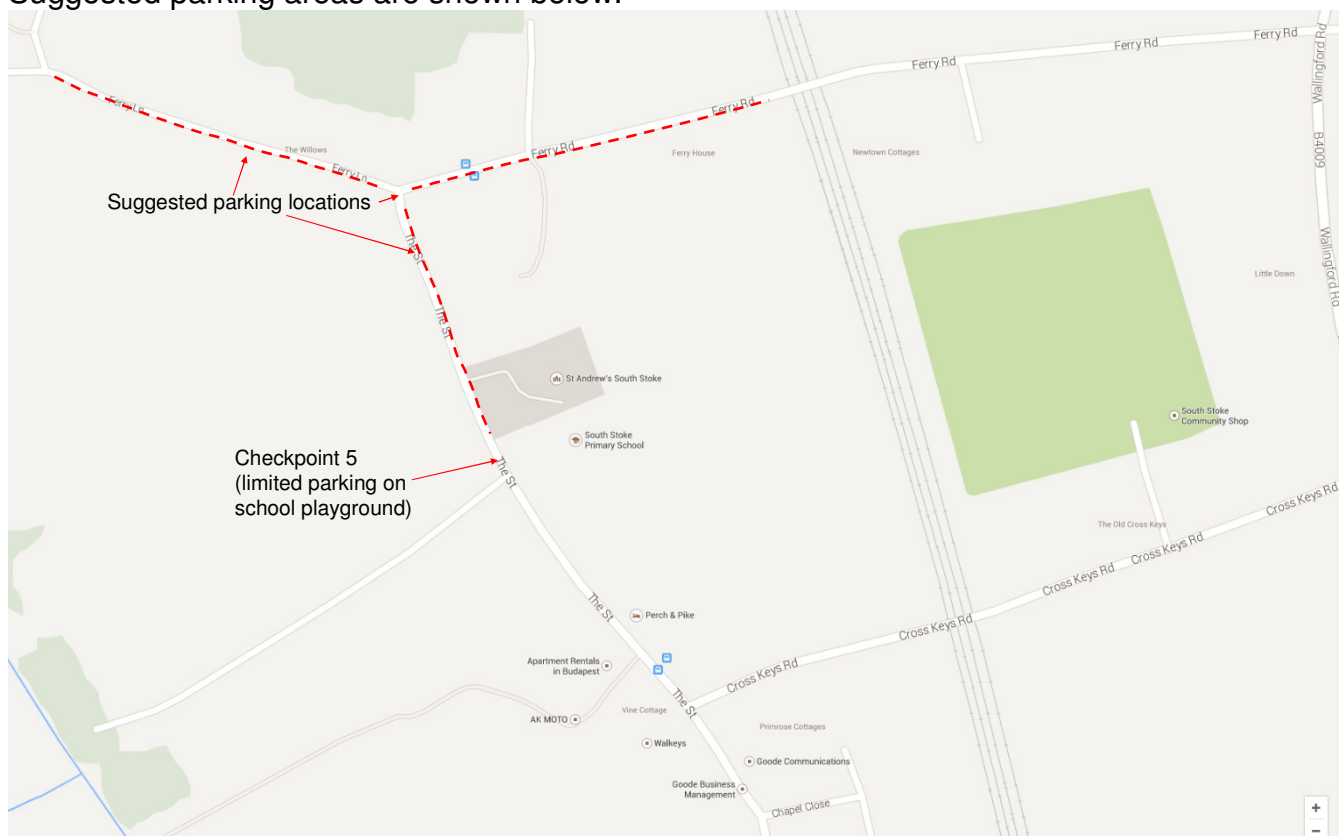 Suggested parking areas are shown below.
Ferry Rd
Ferry Rd
Ferry Rd
Wallingford Rd
Ferry Ln
Ferry Rd
The Willows
Ferry Rd
Ferry House
Newtown Cottages
B4009
Ferry Ln
Suggested parking locations
The St
Wallingford Rd
Little Down
The St
St Andrew's South Stoke
South Stoke
Community Shop
South Stoke
Primary School
Checkpoint 5
(limited parking on
school playground)
The St
Cross Keys Rd
The Old Cross Keys
Cross Keys Rd
Cross Keys Rd
The St
Perch & Pike
Cross Keys Rd
Apartment Rentals
in Budapest
Cross Keys Rd
The St
Vine Cottage
AK MOTO
Primrose Cottages
Walkeys
Goode Communications
Goode Business
Management
Chapel Close
+
−